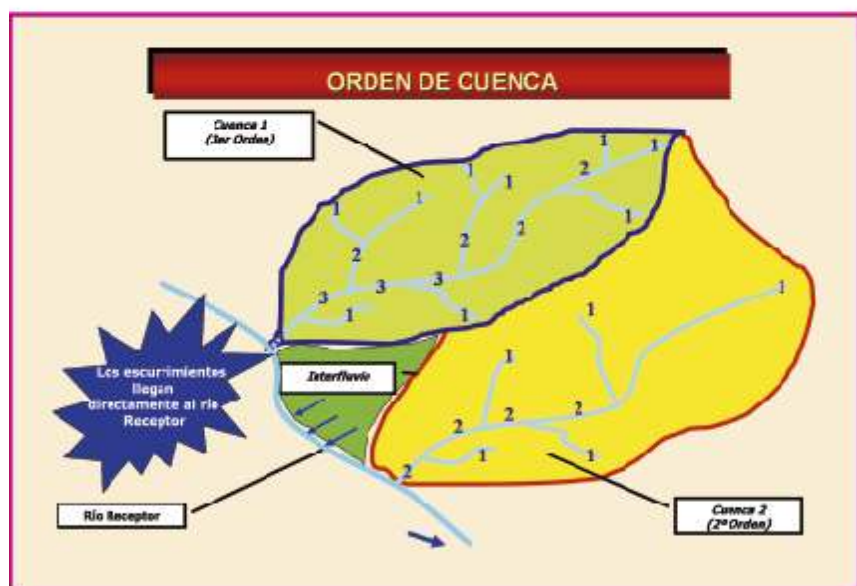 ORDEN DE CUENCA
Cuenca 1
(3er Orden)
1
1
2
1
1
1
1
1
1
2
2
2
1
2
3
3
3
1
1
1
1
1
1
2
2
2
2
1
1
Interfluvio
Los escurrimientos
llegan
directamente al río
Receptor
Río Receptor
Cuenca 2
(2º Orden)